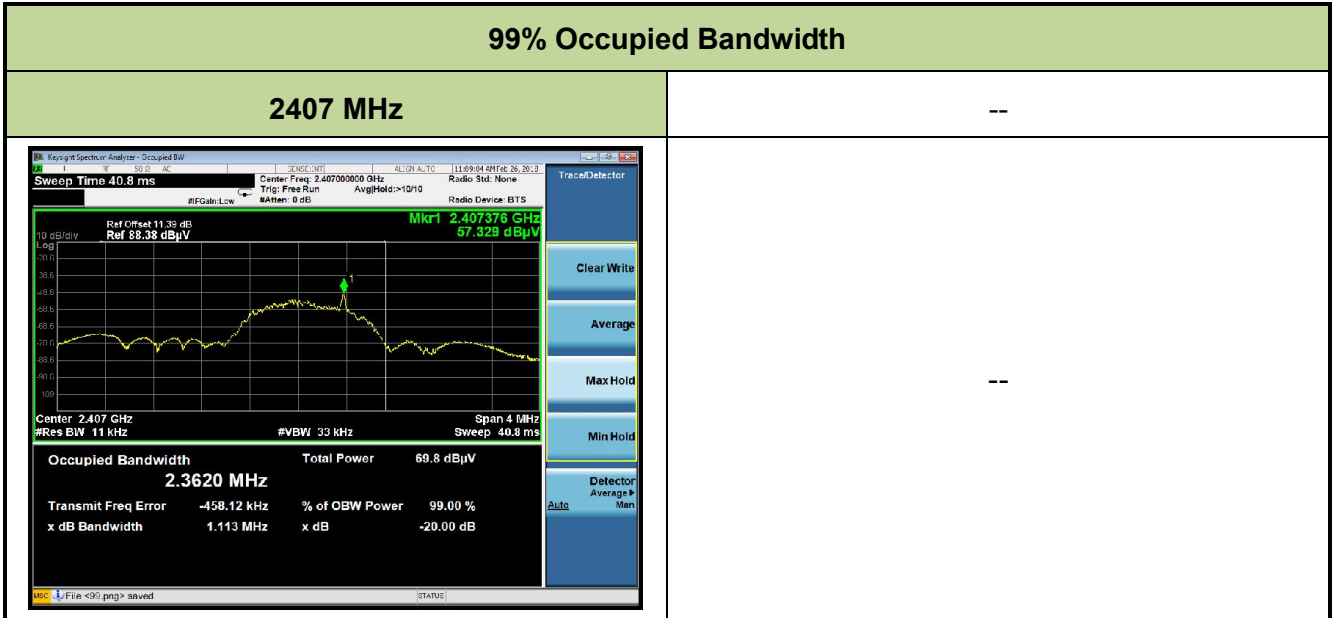 99% Occupied Bandwidth
2407 MHz
--
Keysight Spectrum Analyzer - Occupied BW
50 Ω AC
SENSE:INT
ALIGN AUTO
11:09:04 AM Feb 26, 2018
Sweep Time 40.8 ms
Center Freq: 2.407000000 GHz
Radio Std: None
Trig: Free Run
Avg|Hold:>10/10
#IFGain:Low
#Atten: 0 dB
Radio Device: BTS
Trace/Detector
Ref Offset 11.39 dB
Mkr1 2.407376 GHz
10 dB/div
Ref 88.38 dBµV
57.329 dBµV
Log
1
Center 2.407 GHz
Span 4 MHz
#Res BW 11 kHz
#VBW 33 kHz
Sweep 40.8 ms
Clear Write
Average
Max Hold
Min Hold
Detector
Average
Auto Man
Occupied Bandwidth
Total Power 69.8 dBµV
2.3620 MHz
Transmit Freq Error -458.12 kHz
% of OBW Power 99.00 %
x dB Bandwidth 1.113 MHz
x dB -20.00 dB
MSG
File <99.png> saved
STATUS
--